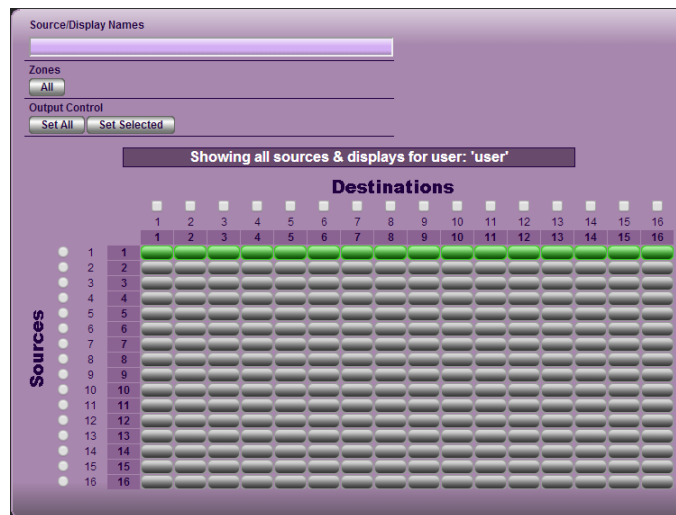 Source/Display Names
Zones
All
Output Control
Set All Set Selected
Showing all sources & displays for user: 'user'
Destinations
1 2 3 4 5 6 7 8 9 10 11 12 13 14 15 16
1 2 3 4 5 6 7 8 9 10 11 12 13 14 15 16
Sources
1 1
2 2
3 3
4 4
5 5
6 6
7 7
8 8
9 9
10 10
11 11
12 12
13 13
14 14
15 15
16 16